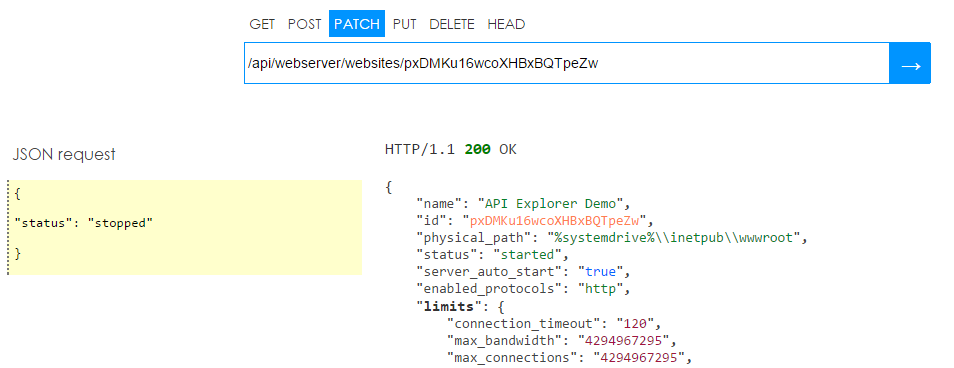 GET POST PATCH PUT DELETE HEAD
/api/webserver/websites/pxDMKu16wcoXHBxBQTpeZw →
JSON request
{
"status": "stopped"
}
HTTP/1.1 200 OK
{
"name": "API Explorer Demo",
"id": "pxDMKu16wcoXHBxBQTpeZw",
"physical_path": "%systemdrive%\\inetpub\\wwwroot",
"status": "started",
"server_auto_start": "true",
"enabled_protocols": "http",
"limits": {
"connection_timeout": "120",
"max_bandwidth": "4294967295",
"max_connections": "4294967295",